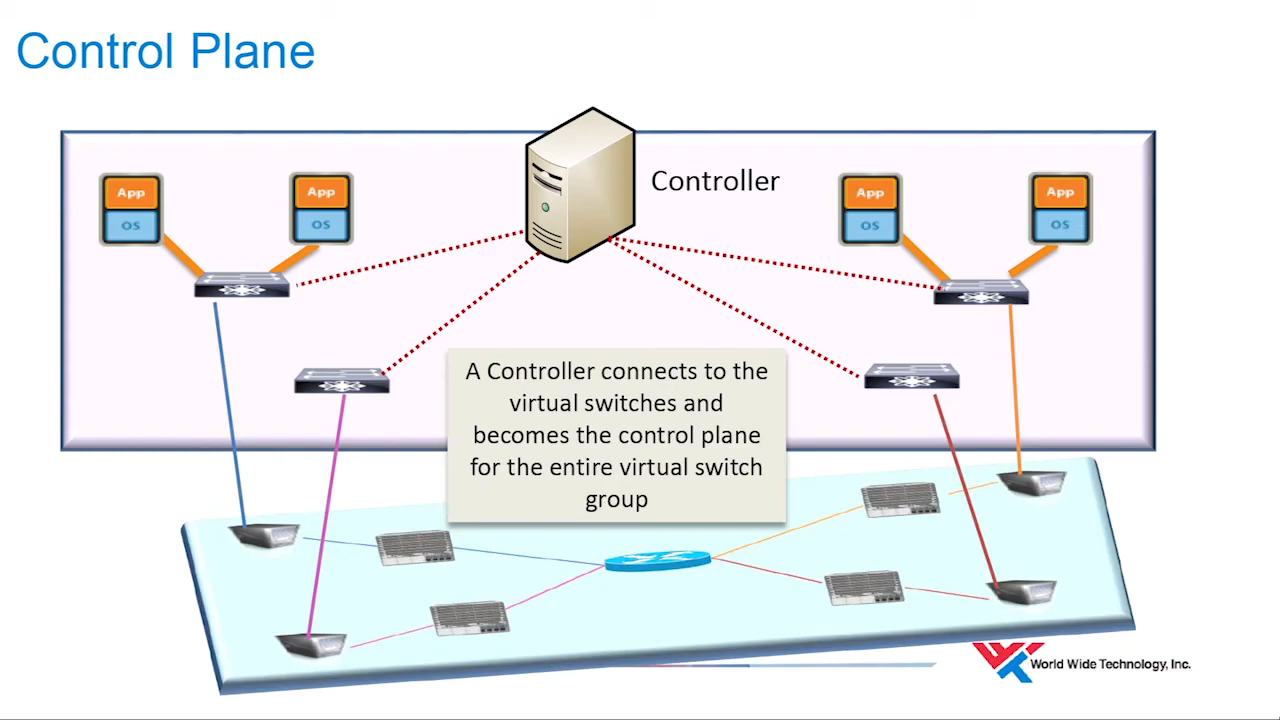 Control Plane
Controller
App
OS
App
OS
App
OS
App
OS
A Controller connects to the
virtual switches and
becomes the control plane
for the entire virtual switch
group
World Wide Technology, Inc.